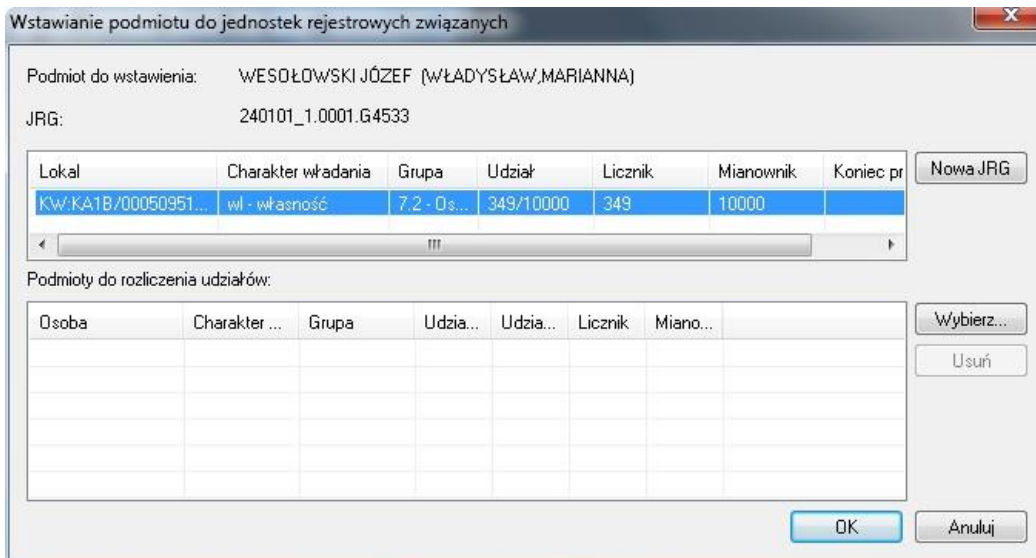 Wstawianie podmiotu do jednostek rejestrowych związanych
Podmiot do wstawienia: WESOŁOWSKI JÓZEF (WŁADYSŁAW,MARIANNA)
JRG: 240101_1.0001.G4533
Lokal Charakter władania Grupa Udział Licznik Mianownik Koniec pr
Nowa JRG
KW:KA1B/00050951... wł - własność 7.2 - Os... 349/10000 349 10000
Podmioty do rozliczenia udziałów:
Osoba Charakter ... Grupa Udzia... Udzia... Licznik Miano...
Wybierz...
Usuń
OK Anuluj